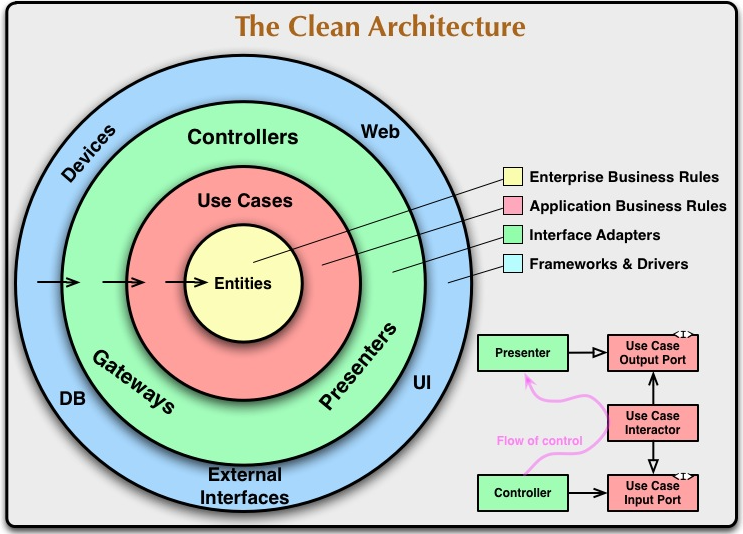 The Clean Architecture
Devices
Web
Controllers
Use Cases
Entities
Gateways
Presenters
DB
UI
External
Interfaces
Enterprise Business Rules
Application Business Rules
Interface Adapters
Frameworks & Drivers
Presenter
<I>
Use Case
Output Port
Use Case
Interactor
Flow of control
Controller
<I>
Use Case
Input Port